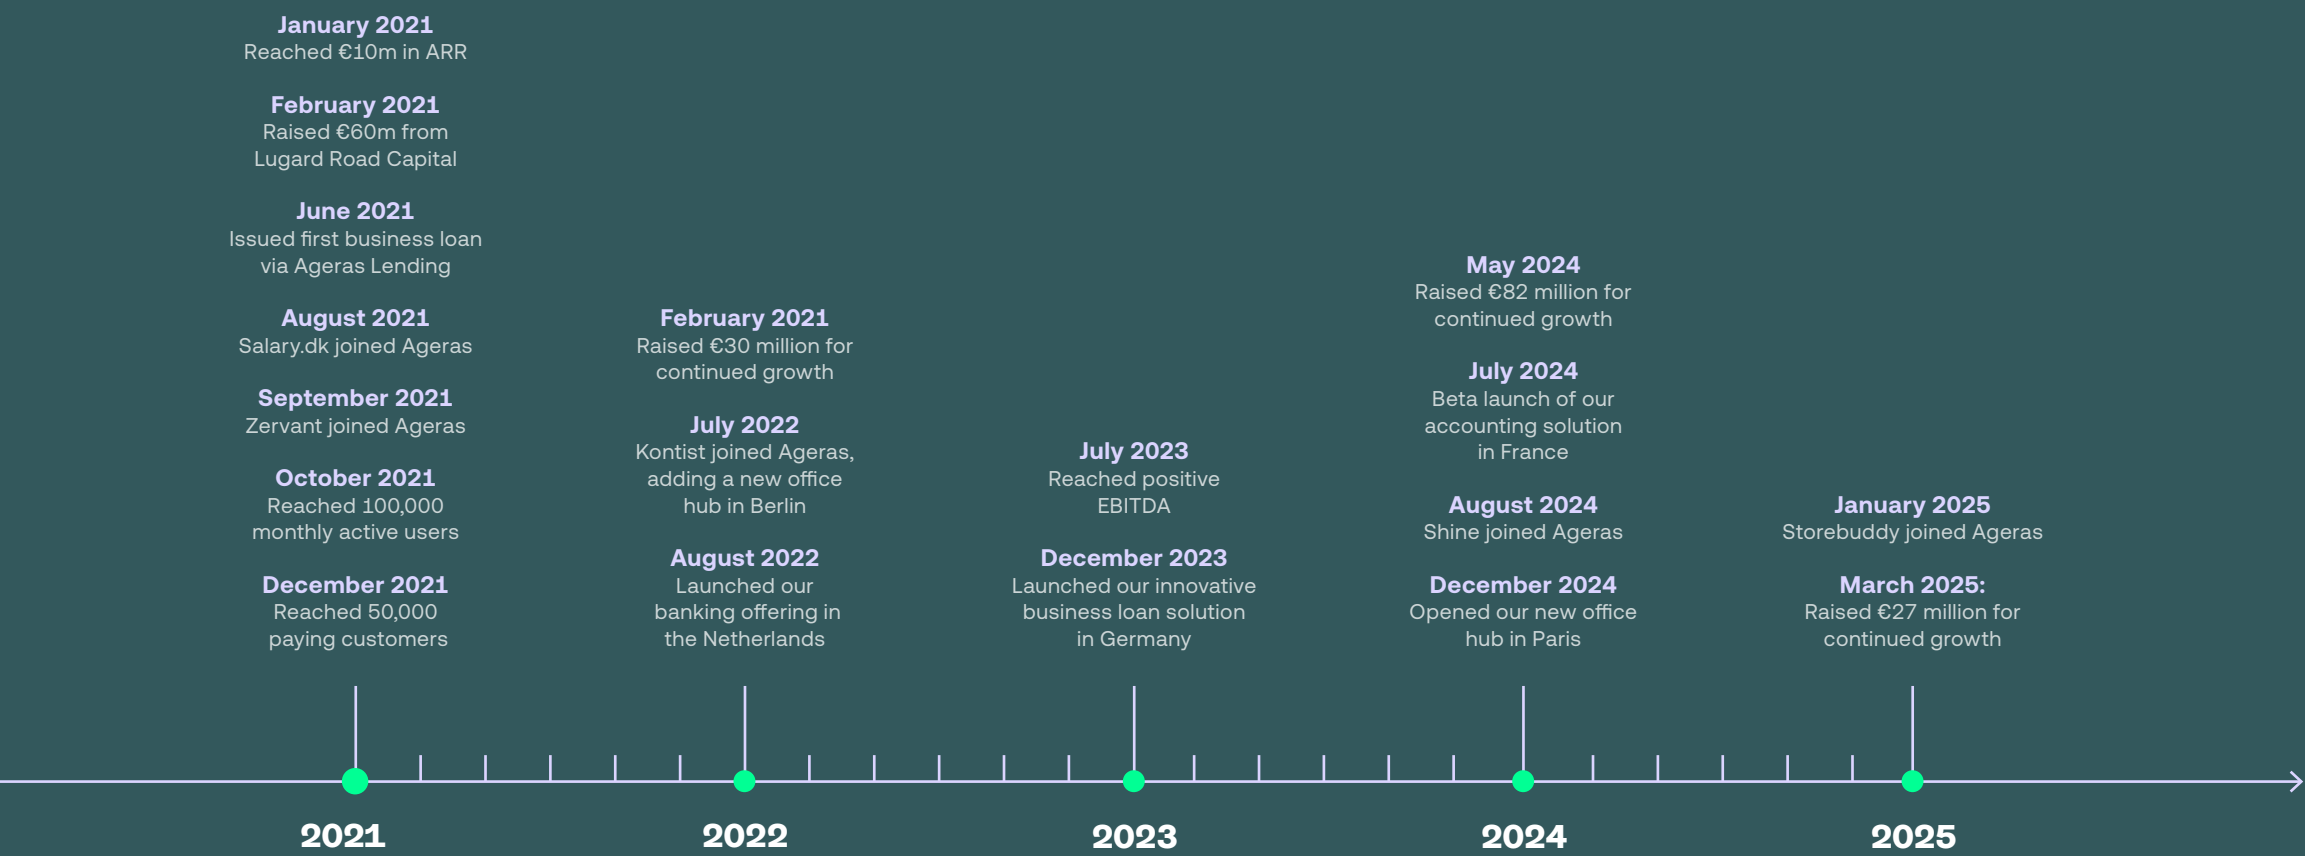 January 2021
Reached €10m in ARR
February 2021
Raised €60m from
Lugard Road Capital
June 2021
Issued first business loan
via Ageras Lending
August 2021
Salary.dk joined Ageras
September 2021
Zervant joined Ageras
October 2021
Reached 100,000
monthly active users
December 2021
Reached 50,000
paying customers
February 2021
Raised €30 million for
continued growth
July 2022
Kontist joined Ageras,
adding a new office
hub in Berlin
August 2022
Launched our
banking offering in
the Netherlands
July 2023
Reached positive
EBITDA
December 2023
Launched our innovative
business loan solution
in Germany
May 2024
Raised €82 million for
continued growth
July 2024
Beta launch of our
accounting solution
in France
August 2024
Shine joined Ageras
December 2024
Opened our new office
hub in Paris
January 2025
Storebuddy joined Ageras
March 2025:
Raised €27 million for
continued growth
2021
2022
2023
2024
2025